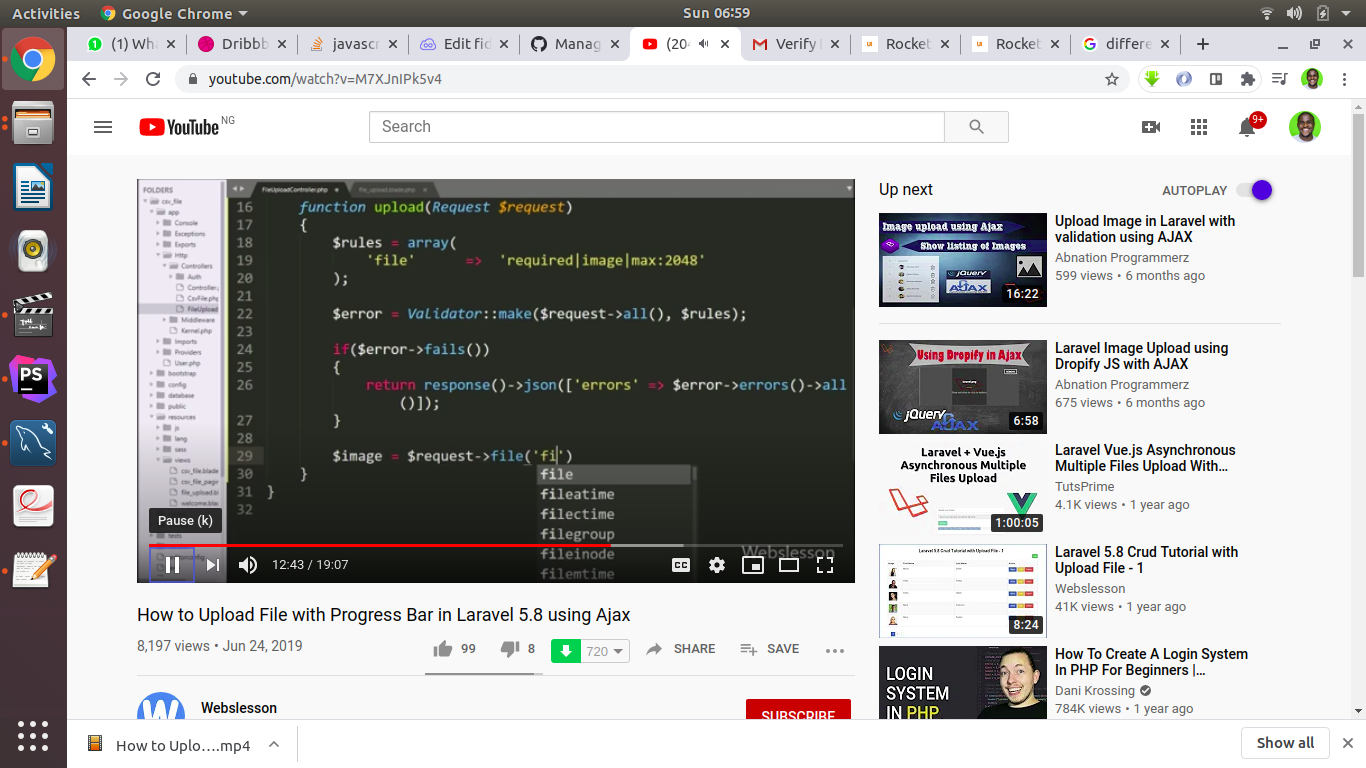 Activities
Google Chrome
Sun 06:59
(1) Wha
Dribbb
javascr
Edit fid
Manag
(204
Verify
Rocket
Rocket
differe
youtube.com/watch?v=M7XJnIPk5v4
YouTube NG
Search
9+
FOLDERS
csv_file
app
Console
Exceptions
Exports
Http
Controllers
Auth
Controller.
CsvFile.php
FileUpload
Middleware
Kernel.php
Imports
Providers
User.php
bootstrap
config
database
public
resources
js
lang
sass
views
csv_file.blade
csv_file_pagin
file_upload.b
welcome.bla
tests
FileUploadController.php
file_upload.blade.php
16 function upload(Request $request)
17 {
18 $rules = array(
19 'file' => 'required|image|max:2048'
20 );
21
22 $error = Validator::make($request->all(), $rules);
23
24 if($error->fails())
25 {
26 return response()->json(['errors' => $error->errors()->all
()]);
27 }
28
29 $image = $request->file('fi')
30 }
31 }
32
file
fileatime
filectime
filegroup
fileinode
filemtime
Webslesson
Pause (k)
12:43 / 19:07
CC
How to Upload File with Progress Bar in Laravel 5.8 using Ajax
8,197 views • Jun 24, 2019
99
8
720
SHARE
SAVE
Webslesson
SUBSCRIBE
Up next
AUTOPLAY
Image upload using Ajax
Show listing of Images
jQuery
AJAX
16:22
Upload Image in Laravel with
validation using AJAX
Abnation Programmerz
599 views • 6 months ago
Using Dropify in Ajax
jQuery
AJAX
6:58
Laravel Image Upload using
Dropify JS with AJAX
Abnation Programmerz
675 views • 6 months ago
Laravel + Vue.js
Asynchronous Multiple
Files Upload
1:00:05
Laravel Vue.js Asynchronous
Multiple Files Upload With...
TutsPrime
4.1K views • 1 year ago
Laravel 5.8 Crud Tutorial with Upload File - 1
8:24
Laravel 5.8 Crud Tutorial with
Upload File - 1
Webslesson
41K views • 1 year ago
LOGIN
SYSTEM
IN PHP
How To Create A Login System
In PHP For Beginners |...
Dani Krossing
784K views • 1 year ago
How to Uplo....mp4
Show all
PS